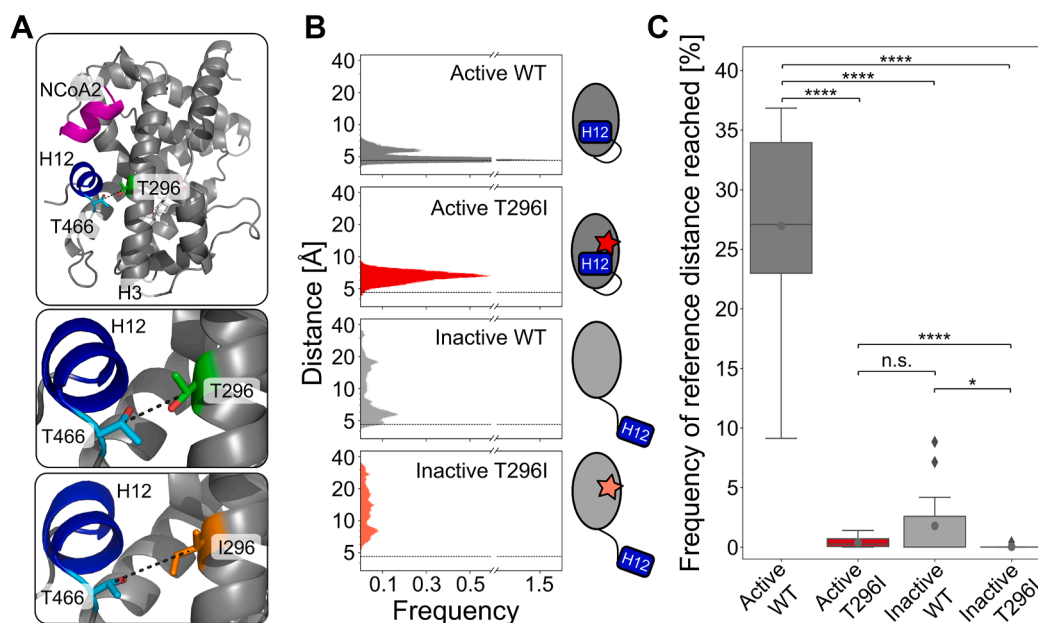 A
NCoA2
H12
T296
T466
H3
H12
T296
T466
H12
I296
T466
B
Distance [Å]
40
20
10
5
Active WT
H12
40
20
10
5
Active T296I
H12
40
20
10
5
Inactive WT
H12
40
20
10
5
Inactive T296I
H12
0.1 0.3 0.5 1.5
Frequency
C
Frequency of reference distance reached [%]
40
35
30
25
20
15
10
5
0
****
****
****
****
n.s.
*
Active WT
Active T296I
Inactive WT
Inactive T296I